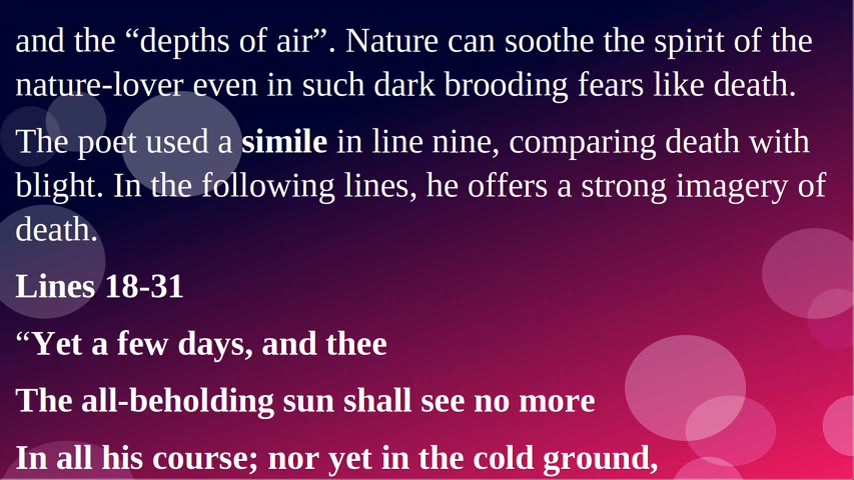 and the “depths of air”. Nature can soothe the spirit of the
nature-lover even in such dark brooding fears like death.
The poet used a simile in line nine, comparing death with
blight. In the following lines, he offers a strong imagery of
death.
Lines 18-31
“Yet a few days, and thee
The all-beholding sun shall see no more
In all his course; nor yet in the cold ground,